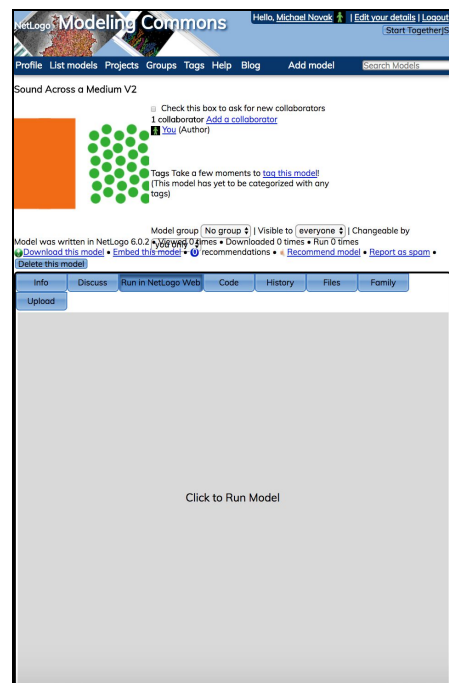 Hello, Michael Novak | Edit your details | Logout
NetLogo Modeling Commons
Start TogetherJS
Profile List models Projects Groups Tags Help Blog Add model Search Models
Sound Across a Medium V2
Check this box to ask for new collaborators
1 collaborator Add a collaborator
You (Author)
Tags Take a few moments to tag this model!
(This model has yet to be categorized with any
tags)
Model group No group | Visible to everyone | Changeable by
you only
Model was written in NetLogo 6.0.2 • Viewed 0 times • Downloaded 0 times • Run 0 times
Download this model • Embed this model • 0 recommendations • Recommend model • Report as spam •
Delete this model
Info Discuss Run in NetLogo Web Code History Files Family
Upload
Click to Run Model